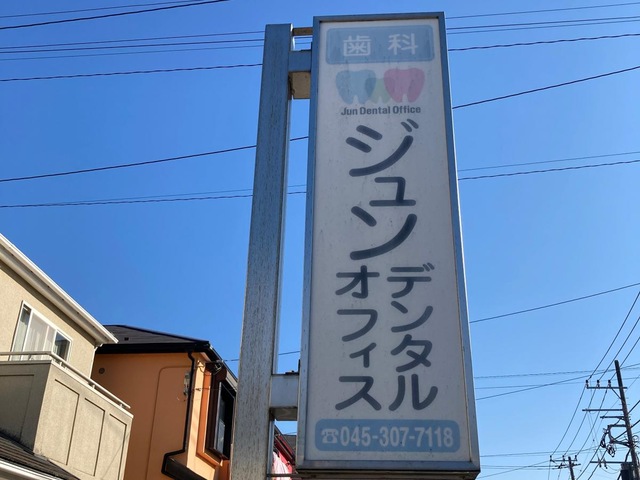 歯科
Jun Dental Office
ジュン
デンタル
オフィス
☎045-307-7118